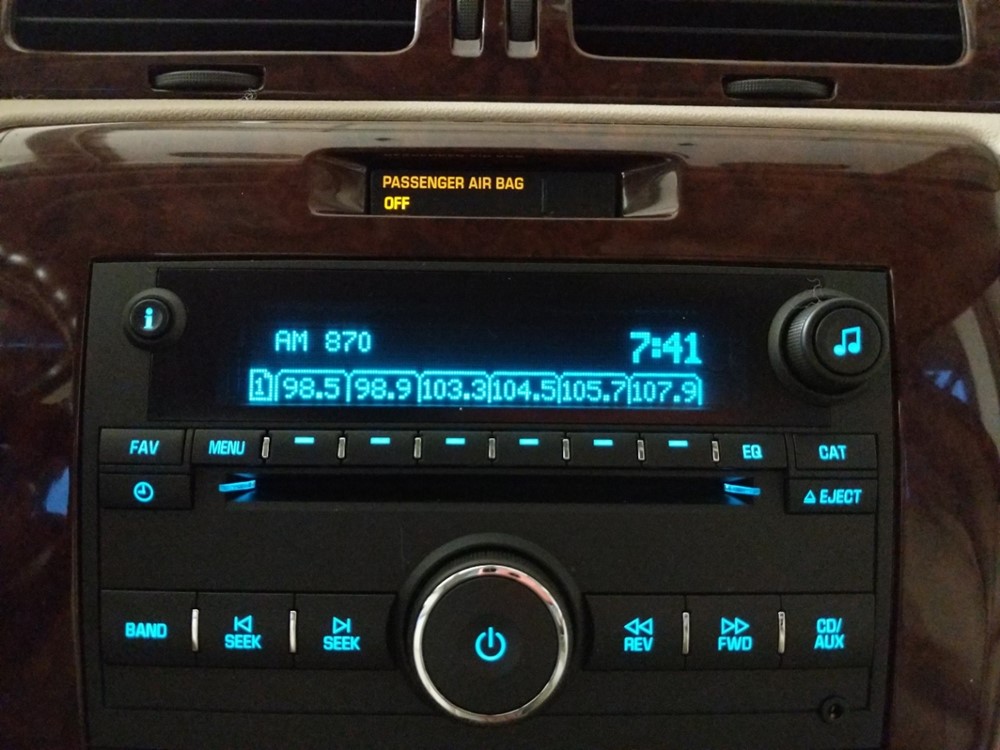 PASSENGER AIR BAG
OFF
i
AM 870 7:41
1 98.5 98.9 103.3 104.5 105.7 107.9
FAV MENU EQ CAT
EJECT
BAND SEEK SEEK REV FWD CD/
AUX